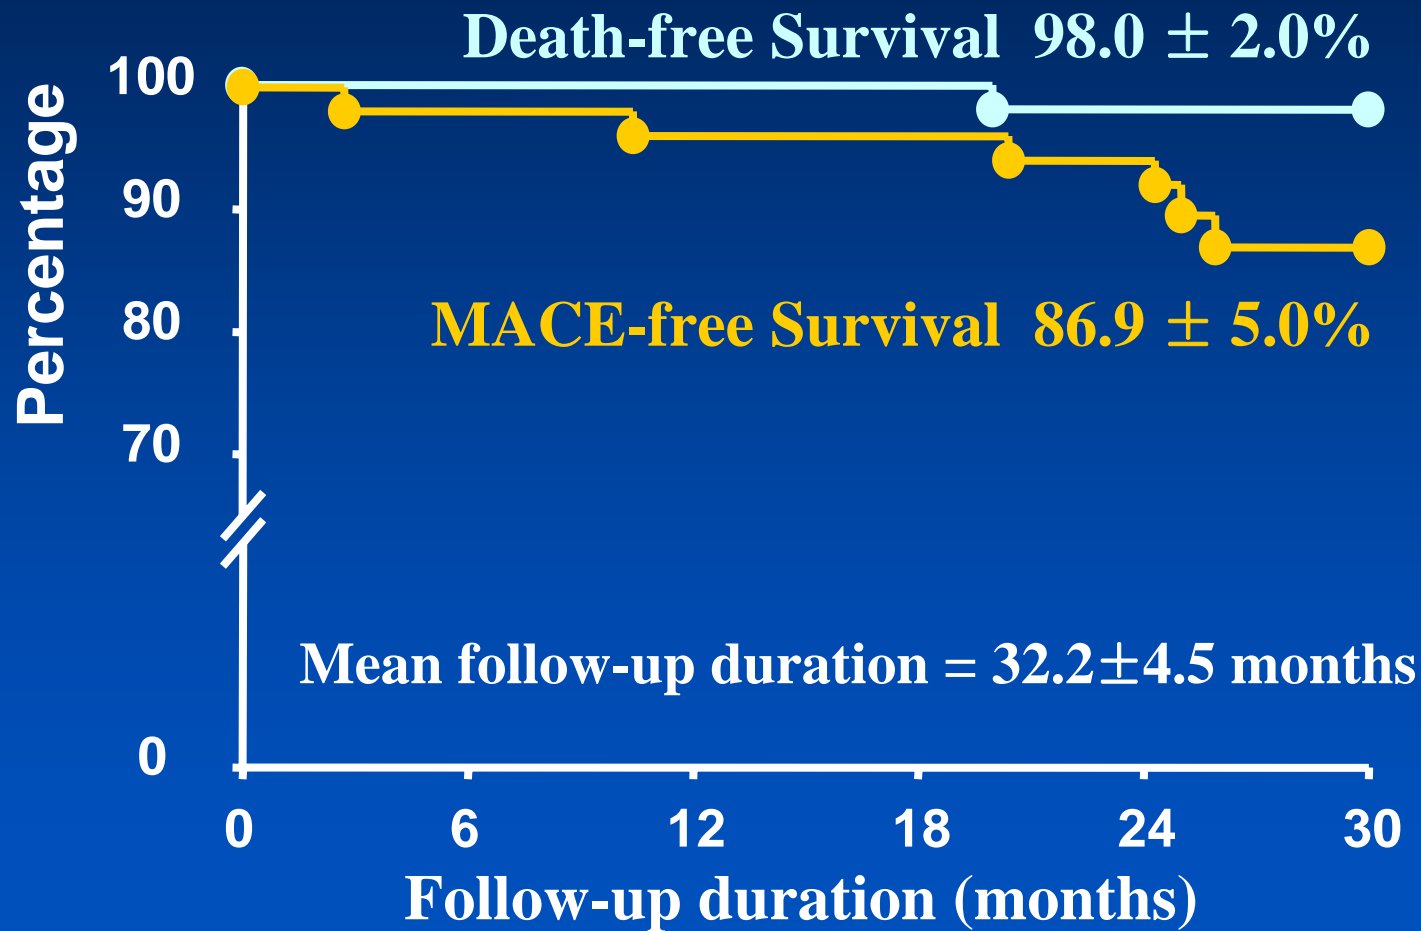 Death-free Survival 98.0 ± 2.0%
Percentage
100
90
80
70
0
MACE-free Survival 86.9 ± 5.0%
Mean follow-up duration = 32.2±4.5 months
0 6 12 18 24 30
Follow-up duration (months)